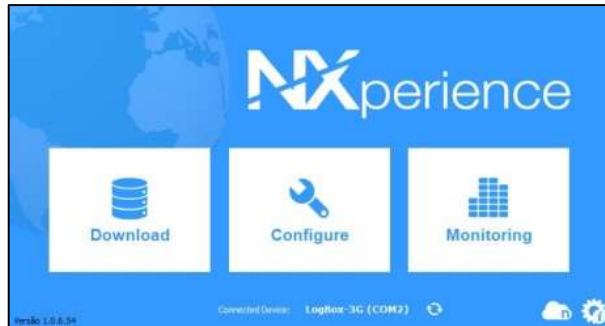 NXperience
Download
Configure
Monitoring
Connected Device: LogBox-3G (COM2)
n
Versão 1.0.6.54